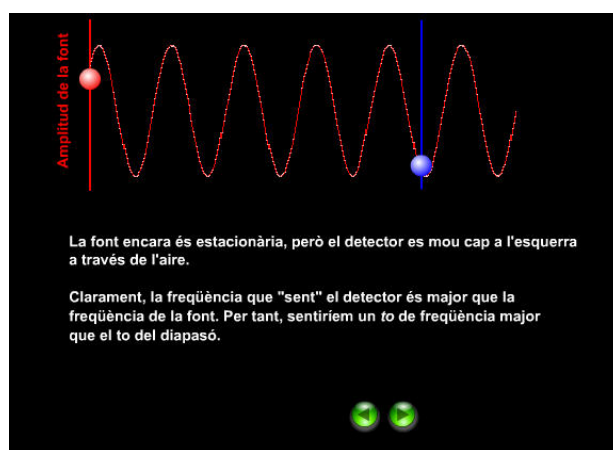 Amplitud de la font
La font encara és estacionària, però el detector es mou cap a l'esquerra
a través de l'aire.
Clarament, la freqüència que "sent" el detector és major que la
freqüència de la font. Per tant, sentiríem un to de freqüència major
que el to del diapasó.